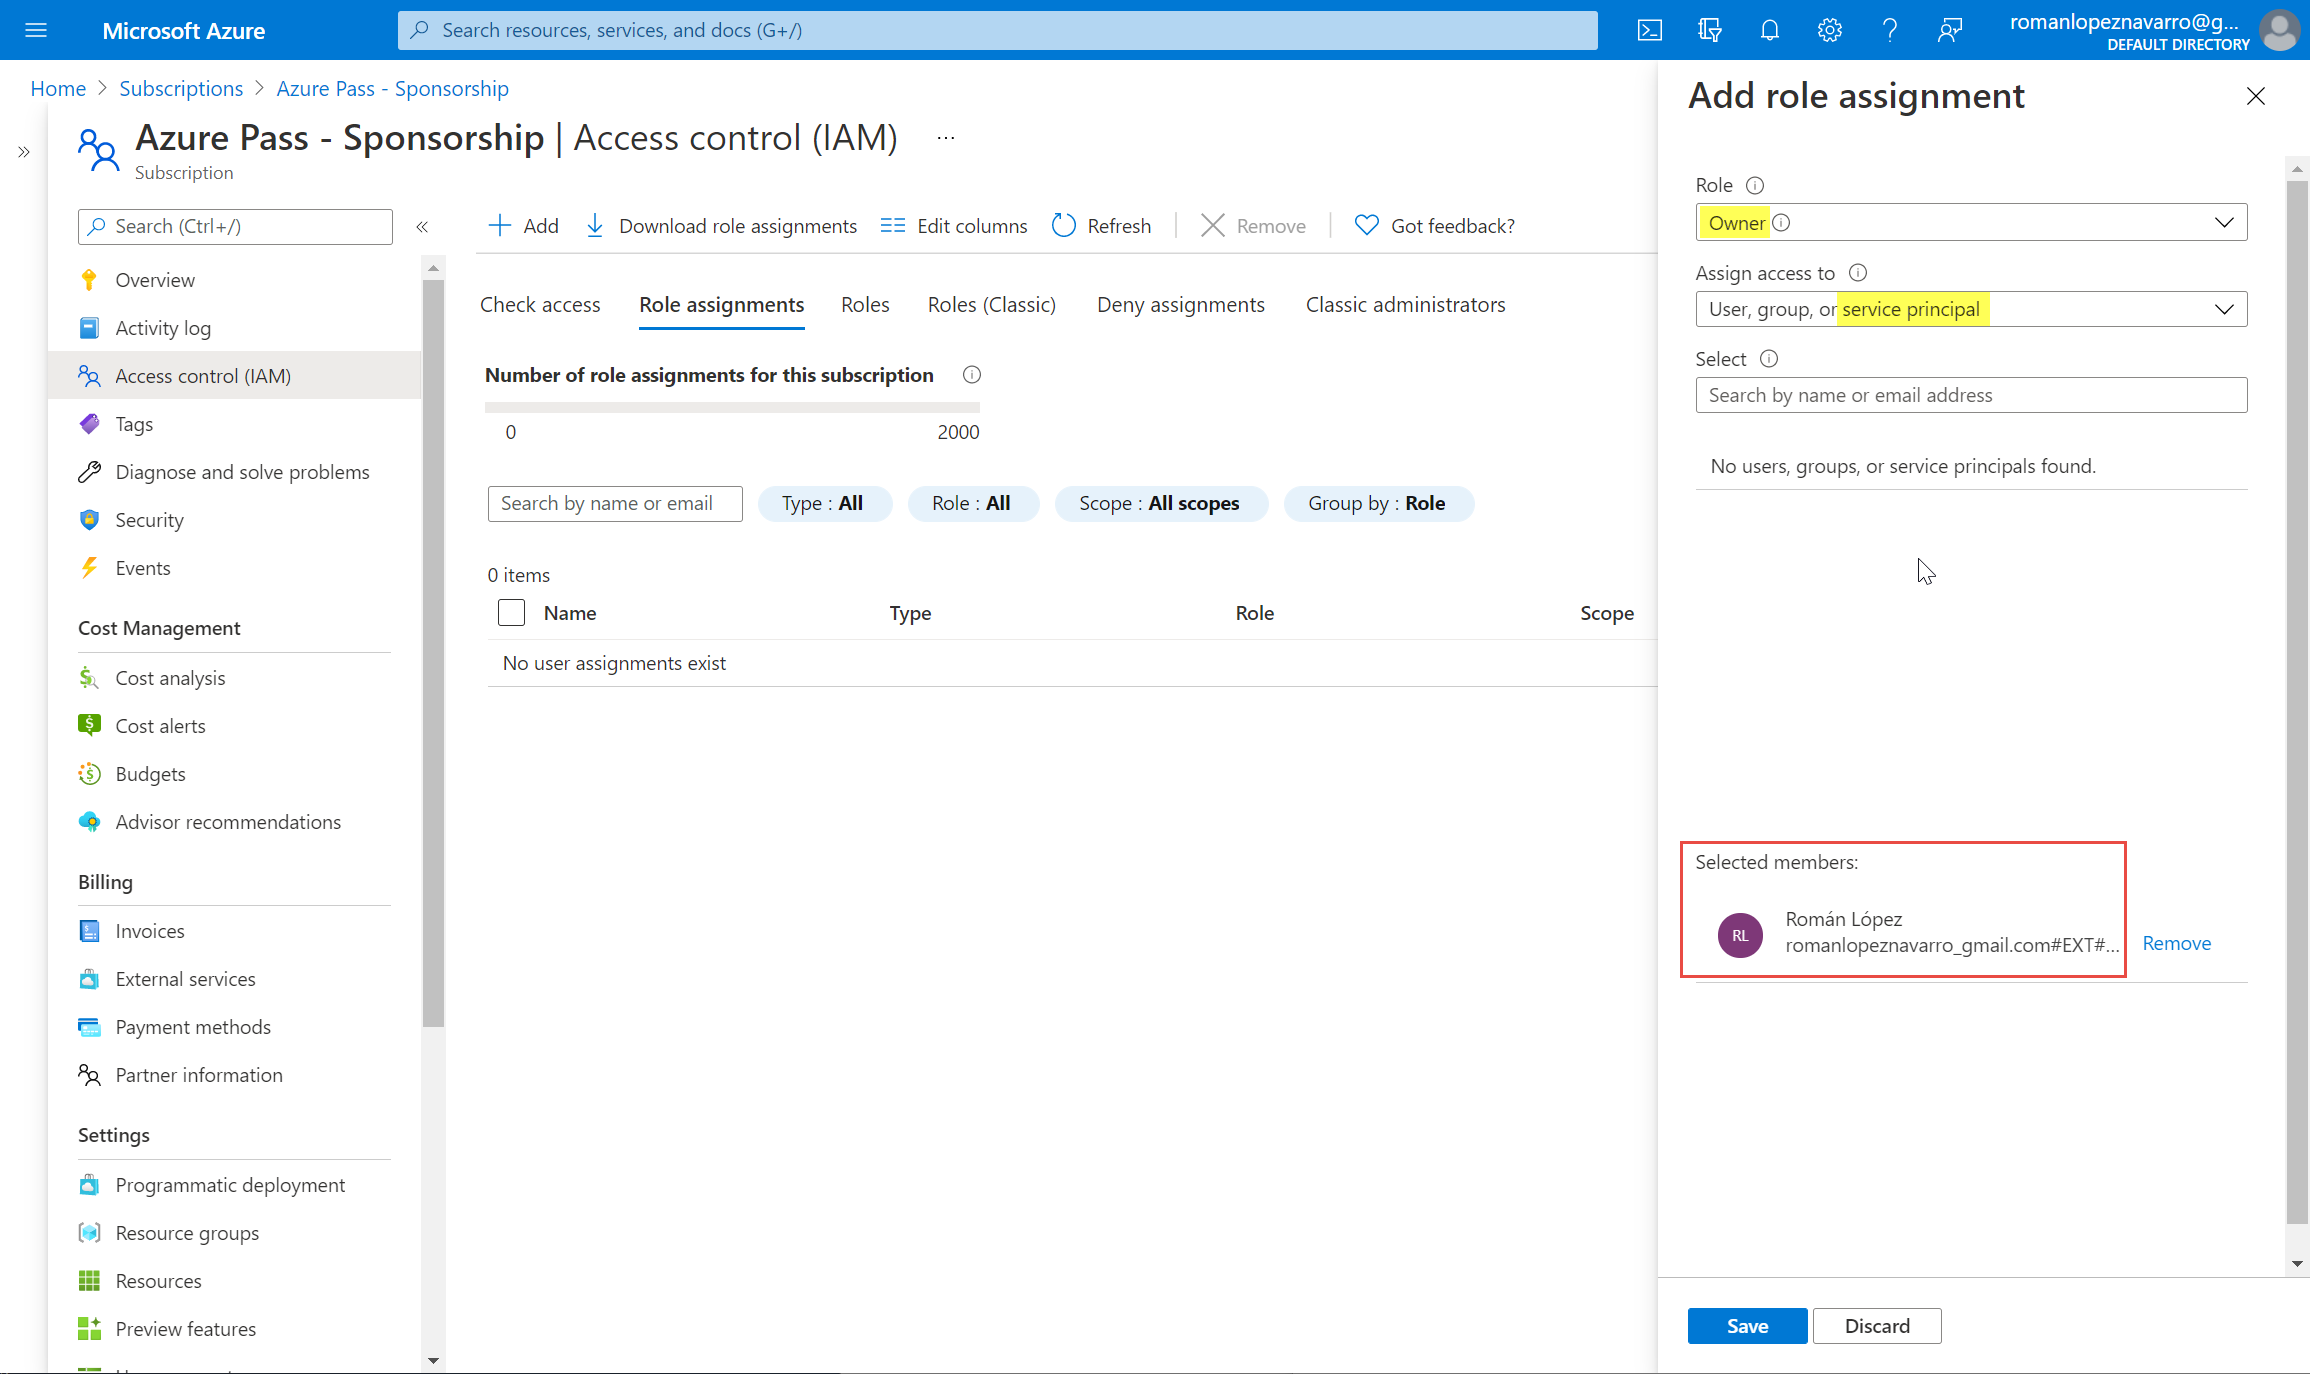 Microsoft Azure
Search resources, services, and docs (G+/)
romanlopeznavarro@g...
DEFAULT DIRECTORY
Home > Subscriptions > Azure Pass - Sponsorship
Azure Pass - Sponsorship | Access control (IAM) ...
Subscription
Search (Ctrl+/)
«
»
Overview
Activity log
Access control (IAM)
Tags
Diagnose and solve problems
Security
Events
Cost Management
Cost analysis
Cost alerts
Budgets
Advisor recommendations
Billing
Invoices
External services
Payment methods
Partner information
Settings
Programmatic deployment
Resource groups
Resources
Preview features
Add
Download role assignments
Edit columns
Refresh
Remove
Got feedback?
Check access
Role assignments
Roles
Roles (Classic)
Deny assignments
Classic administrators
Number of role assignments for this subscription
0
2000
Search by name or email
Type : All
Role : All
Scope : All scopes
Group by : Role
0 items
Name
Type
Role
Scope
No user assignments exist
Add role assignment
Role
Owner
Assign access to
User, group, or service principal
Select
Search by name or email address
No users, groups, or service principals found.
Selected members:
RL
Román López
romanlopeznavarro_gmail.com#EXT#...
Remove
Save
Discard